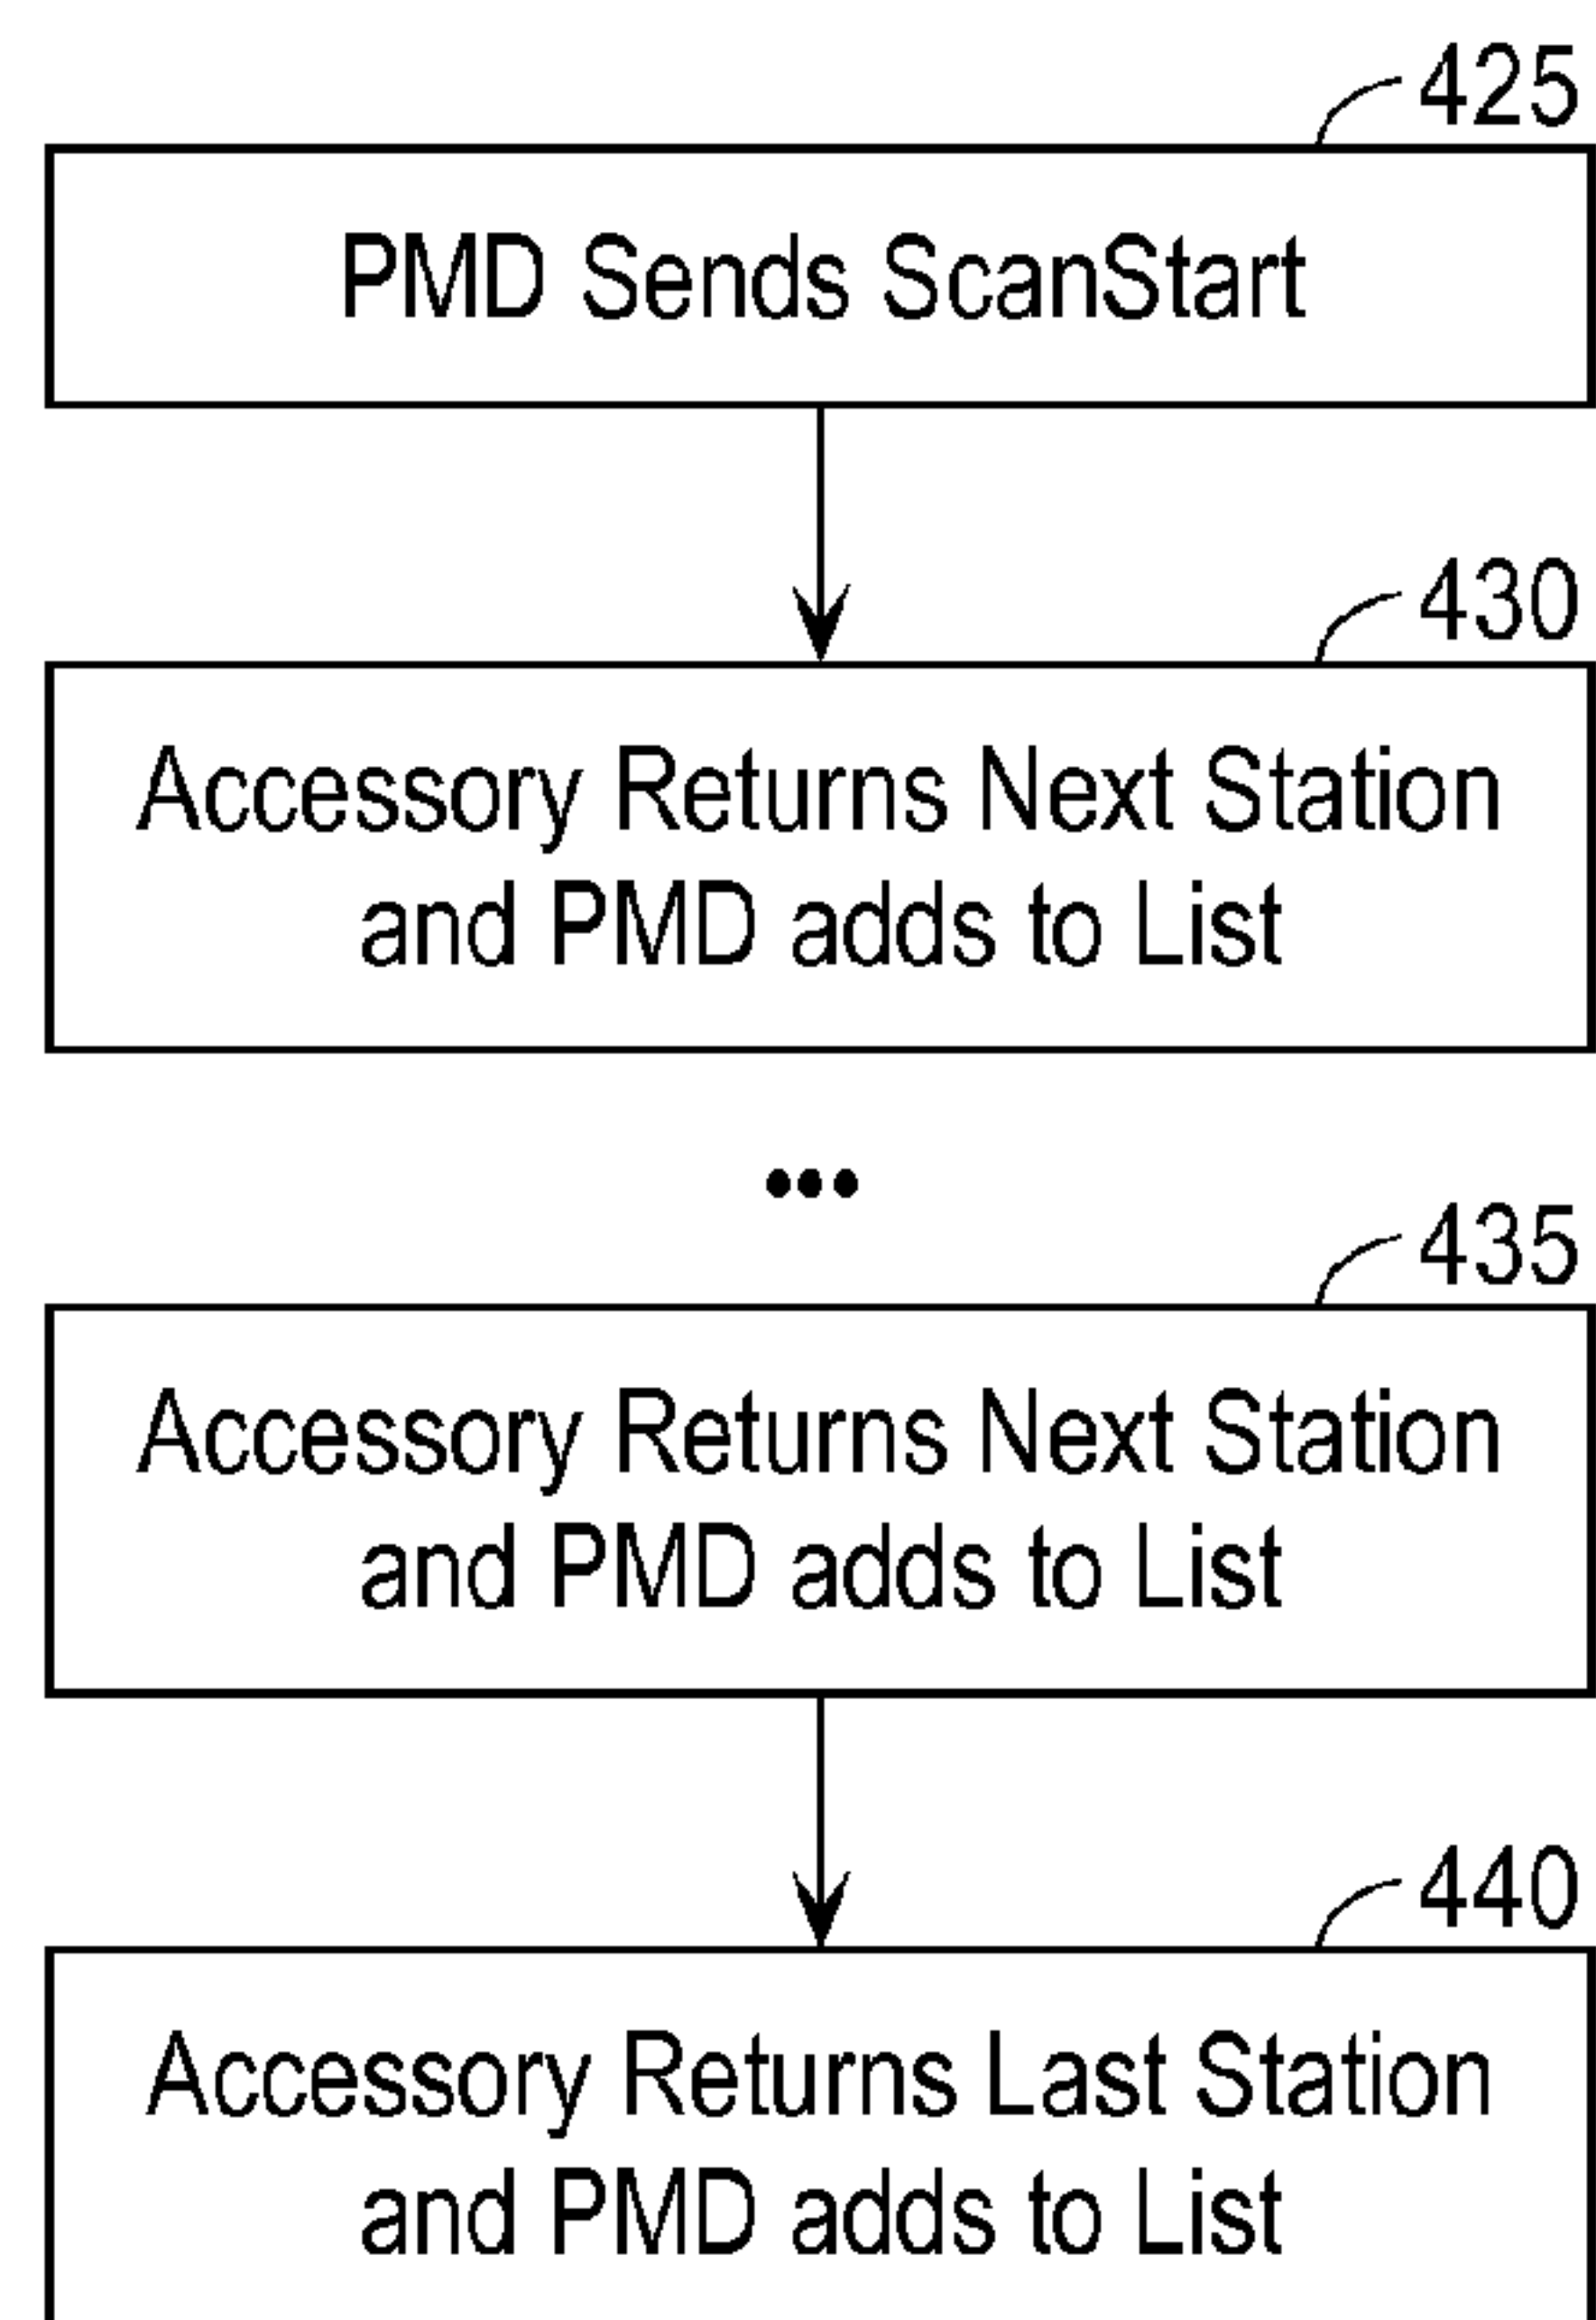 425
PMD Sends ScanStart
430
Accessory Returns Next Station
and PMD adds to List
•••
435
Accessory Returns Next Station
and PMD adds to List
440
Accessory Returns Last Station
and PMD adds to List